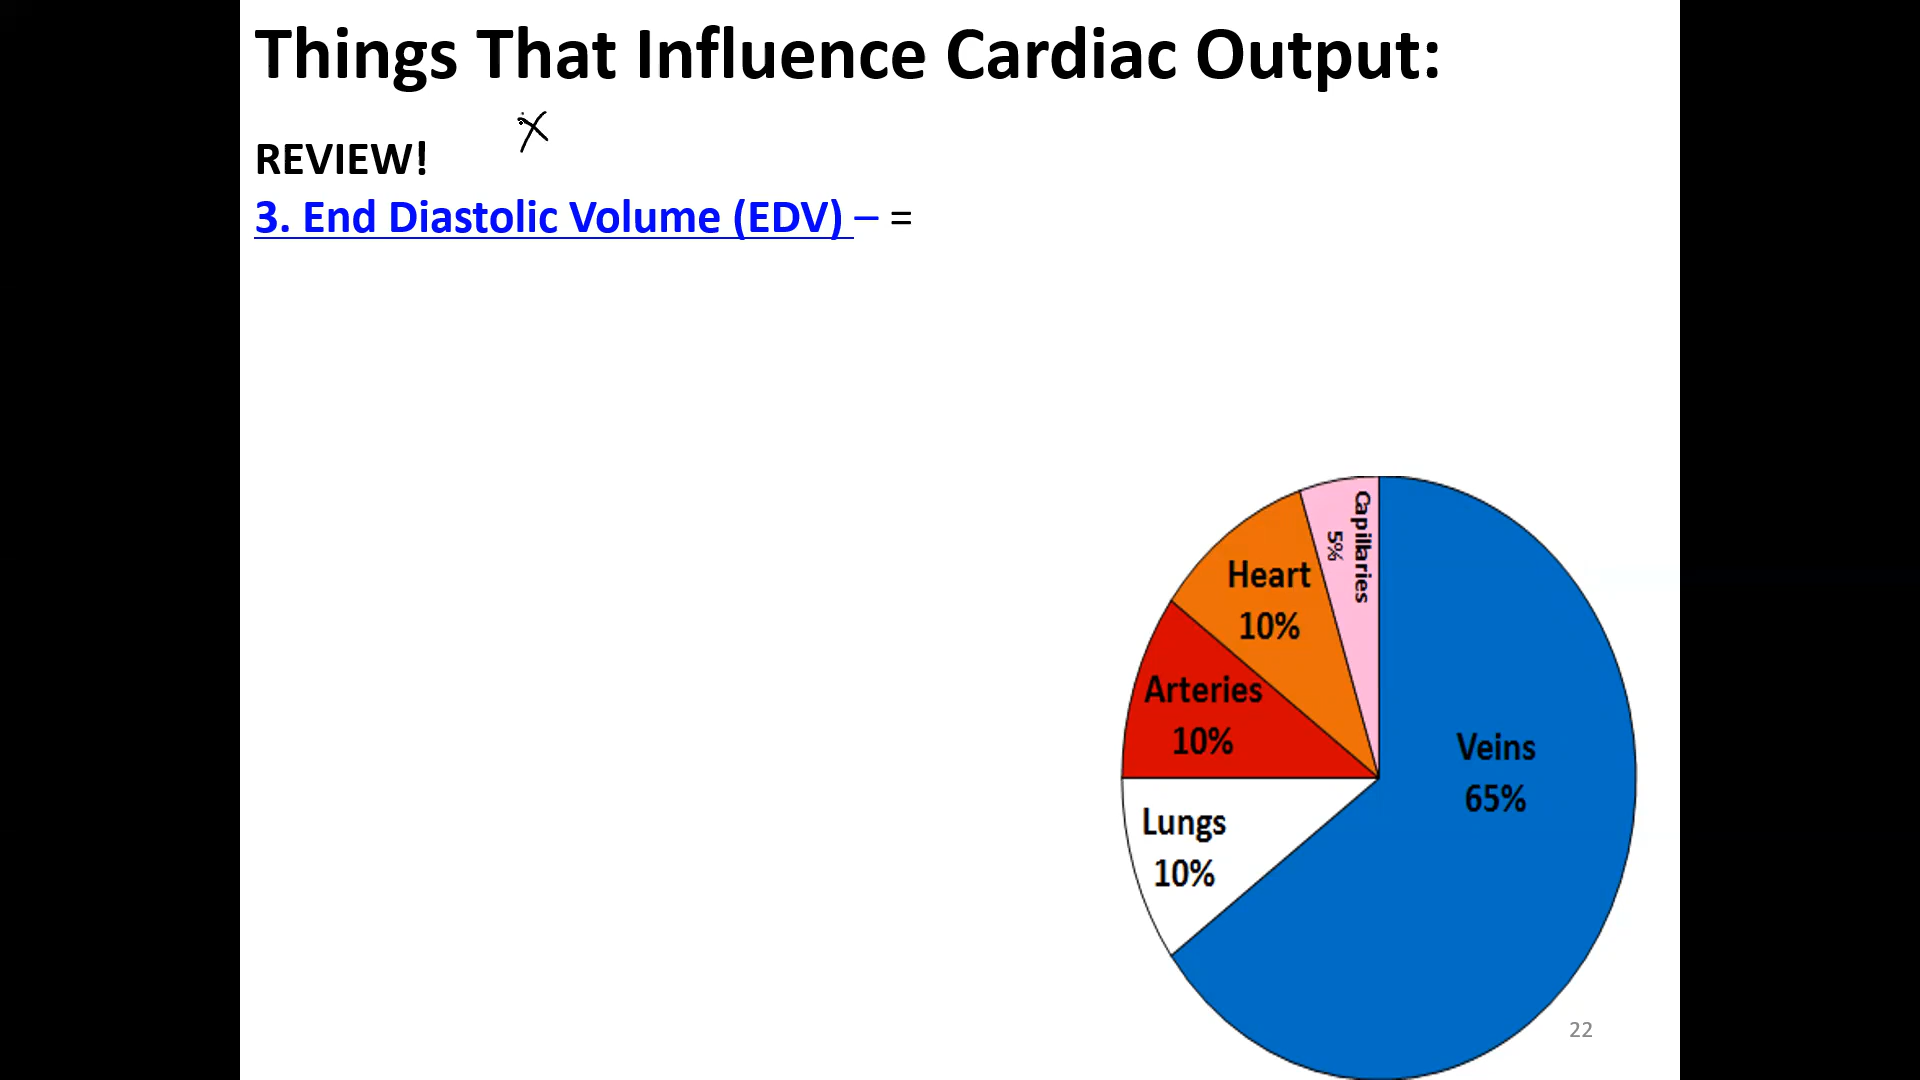 Things That Influence Cardiac Output:
REVIEW!
3. End Diastolic Volume (EDV) – =
Capillaries
5%
Heart
10%
Arteries
10%
Veins
65%
Lungs
10%
22